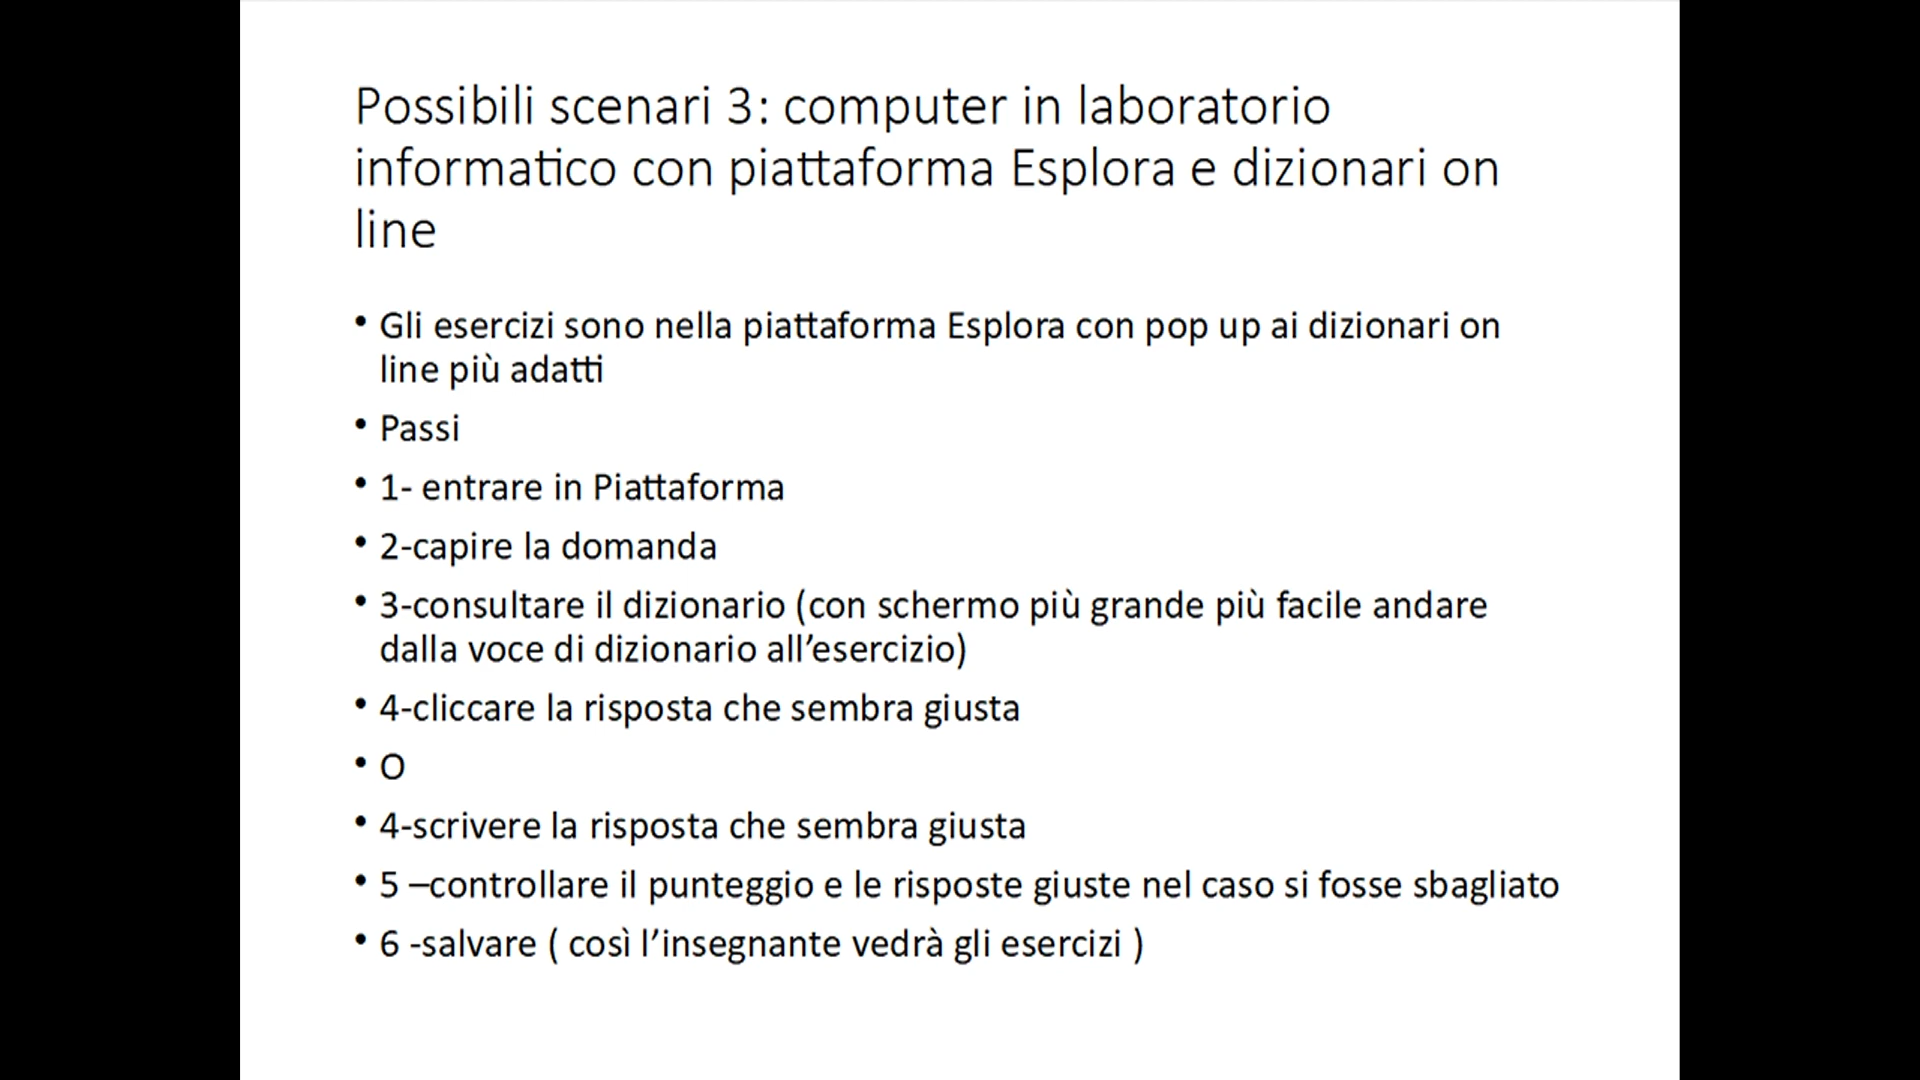 Possibili scenari 3: computer in laboratorio
informatico con piattaforma Esplora e dizionari on
line
• Gli esercizi sono nella piattaforma Esplora con pop up ai dizionari on
line più adatti
• Passi
• 1- entrare in Piattaforma
• 2-capire la domanda
• 3-consultare il dizionario (con schermo più grande più facile andare
dalla voce di dizionario all’esercizio)
• 4-cliccare la risposta che sembra giusta
• O
• 4-scrivere la risposta che sembra giusta
• 5 –controllare il punteggio e le risposte giuste nel caso si fosse sbagliato
• 6 -salvare ( così l’insegnante vedrà gli esercizi )